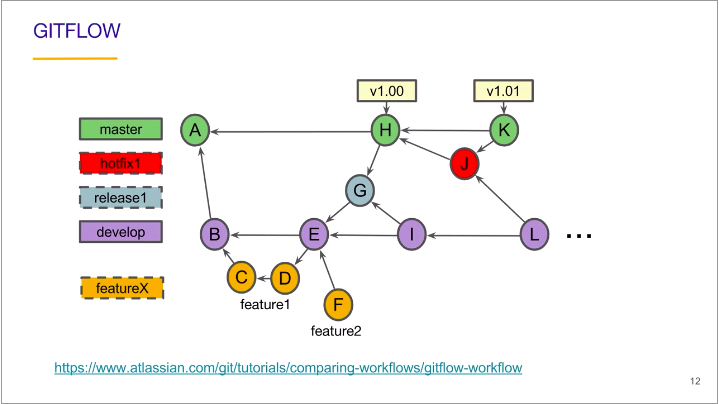 GITFLOW
v1.00
v1.01
master
A
H
K
hotfix1
J
release1
G
develop
B
E
I
L
...
featureX
C
D
F
feature1
feature2
https://www.atlassian.com/git/tutorials/comparing-workflows/gitflow-workflow
12